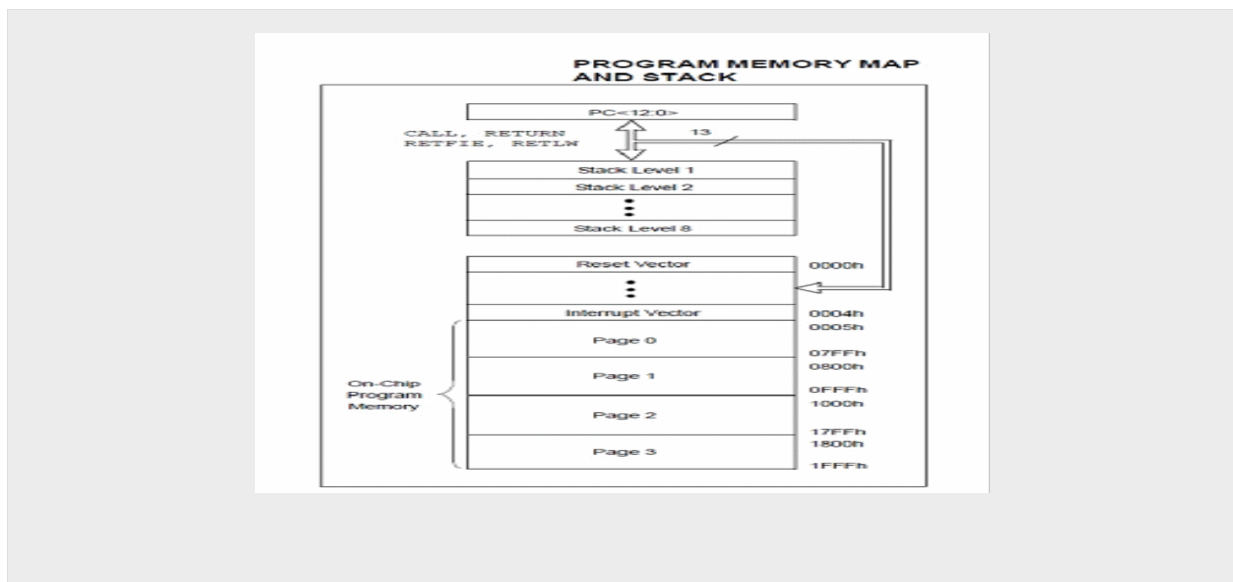 PROGRAM MEMORY MAP
AND STACK
PC<12:0>
CALL, RETURN
RETFIE, RETLW
13
Stack Level 1
Stack Level 2
Stack Level 8
Reset Vector
0000h
Interrupt Vector
0004h
0005h
Page 0
07FFh
0800h
Page 1
On-Chip
Program
Memory
0FFFh
1000h
Page 2
17FFh
1800h
Page 3
1FFFh